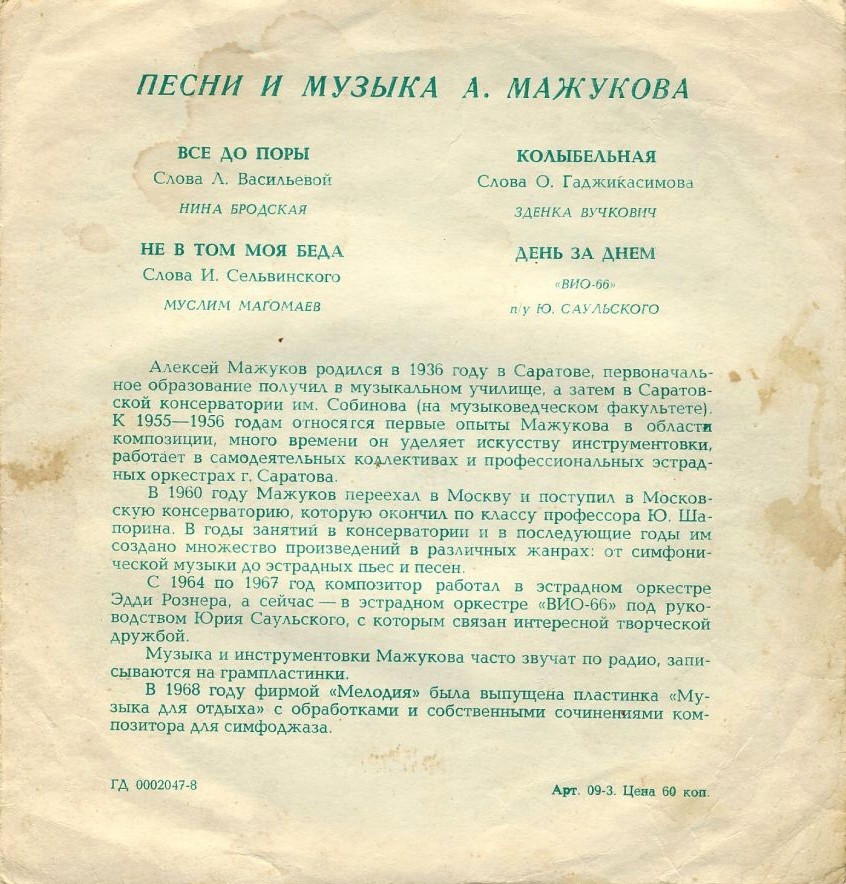 ПЕСНИ И МУЗЫКА А. МАЖУКОВА
ВСЕ ДО ПОРЫ
Слова Л. Васильевой
НИНА БРОДСКАЯ
НЕ В ТОМ МОЯ БЕДА
Слова И. Сельвинского
МУСЛИМ МАГОМАЕВ
КОЛЫБЕЛЬНАЯ
Слова О. Гаджикасимова
ЗДЕНКА ВУЧКОВИЧ
ДЕНЬ ЗА ДНЕМ
«ВИО-66»
п/у Ю. САУЛЬСКОГО
Алексей Мажуков родился в 1936 году в Саратове, первоначаль-
ное образование получил в музыкальном училище, а затем в Саратов-
ской консерватории им. Собинова (на музыковедческом факультете).
К 1955—1956 годам относятся первые опыты Мажукова в области
композиции, много времени он уделяет искусству инструментовки,
работает в самодеятельных коллективах и профессиональных эстрад-
ных оркестрах г. Саратова.
В 1960 году Мажуков переехал в Москву и поступил в Москов-
скую консерваторию, которую окончил по классу профессора Ю. Ша-
порина. В годы занятий в консерватории и в последующие годы им
создано множество произведений в различных жанрах: от симфони-
ческой музыки до эстрадных пьес и песен.
С 1964 по 1967 год композитор работал в эстрадном оркестре
Эдди Рознера, а сейчас — в эстрадном оркестре «ВИО-66» под руко-
водством Юрия Саульского, с которым связан интересной творческой
дружбой.
Музыка и инструментовки Мажукова часто звучат по радио, запи-
сываются на грампластинки.
В 1968 году фирмой «Мелодия» была выпущена пластинка «Му-
зыка для отдыха» с обработками и собственными сочинениями ком-
позитора для симфоджаза.
ГД 0002047-8
Арт. 09-3. Цена 60 коп.